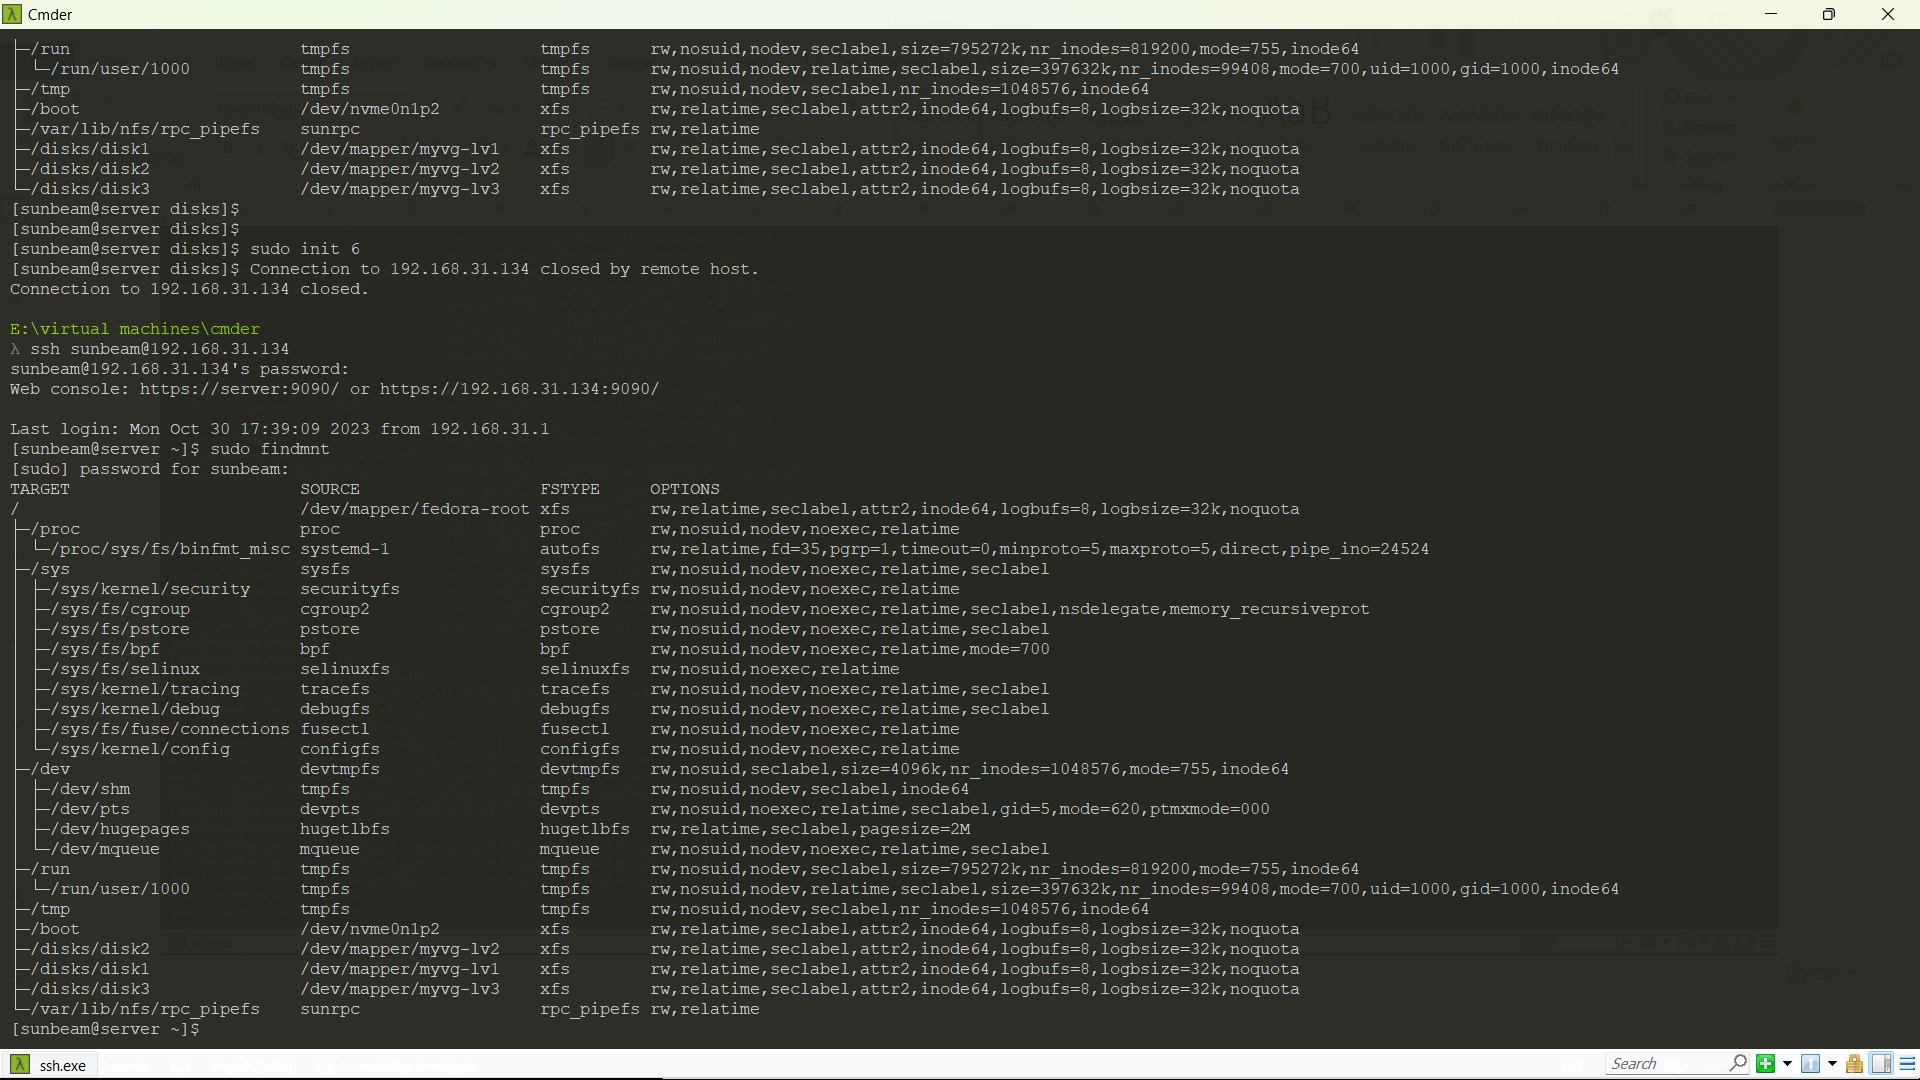 Cmder
├─/run tmpfs tmpfs rw,nosuid,nodev,seclabel,size=795272k,nr_inodes=819200,mode=755,inode64
│ └─/run/user/1000 tmpfs tmpfs rw,nosuid,nodev,relatime,seclabel,size=397632k,nr_inodes=99408,mode=700,uid=1000,gid=1000,inode64
├─/tmp tmpfs tmpfs rw,nosuid,nodev,seclabel,nr_inodes=1048576,inode64
├─/boot /dev/nvme0n1p2 xfs rw,relatime,seclabel,attr2,inode64,logbufs=8,logbsize=32k,noquota
├─/var/lib/nfs/rpc_pipefs sunrpc rpc_pipefs rw,relatime
├─/disks/disk1 /dev/mapper/myvg-lv1 xfs rw,relatime,seclabel,attr2,inode64,logbufs=8,logbsize=32k,noquota
├─/disks/disk2 /dev/mapper/myvg-lv2 xfs rw,relatime,seclabel,attr2,inode64,logbufs=8,logbsize=32k,noquota
└─/disks/disk3 /dev/mapper/myvg-lv3 xfs rw,relatime,seclabel,attr2,inode64,logbufs=8,logbsize=32k,noquota
[sunbeam@server disks]$
[sunbeam@server disks]$
[sunbeam@server disks]$ sudo init 6
[sunbeam@server disks]$ Connection to 192.168.31.134 closed by remote host.
Connection to 192.168.31.134 closed.
E:\virtual machines\cmder
λ ssh sunbeam@192.168.31.134
sunbeam@192.168.31.134's password:
Web console: https://server:9090/ or https://192.168.31.134:9090/
Last login: Mon Oct 30 17:39:09 2023 from 192.168.31.1
[sunbeam@server ~]$ sudo findmnt
[sudo] password for sunbeam:
TARGET SOURCE FSTYPE OPTIONS
/ /dev/mapper/fedora-root xfs rw,relatime,seclabel,attr2,inode64,logbufs=8,logbsize=32k,noquota
├─/proc proc proc rw,nosuid,nodev,noexec,relatime
│ └─/proc/sys/fs/binfmt_misc systemd-1 autofs rw,relatime,fd=35,pgrp=1,timeout=0,minproto=5,maxproto=5,direct,pipe_ino=24524
├─/sys sysfs sysfs rw,nosuid,nodev,noexec,relatime,seclabel
│ ├─/sys/kernel/security securityfs securityfs rw,nosuid,nodev,noexec,relatime
│ ├─/sys/fs/cgroup cgroup2 cgroup2 rw,nosuid,nodev,noexec,relatime,seclabel,nsdelegate,memory_recursiveprot
│ ├─/sys/fs/pstore pstore pstore rw,nosuid,nodev,noexec,relatime,seclabel
│ ├─/sys/fs/bpf bpf bpf rw,nosuid,nodev,noexec,relatime,mode=700
│ ├─/sys/fs/selinux selinuxfs selinuxfs rw,nosuid,noexec,relatime
│ ├─/sys/kernel/tracing tracefs tracefs rw,nosuid,nodev,noexec,relatime,seclabel
│ ├─/sys/kernel/debug debugfs debugfs rw,nosuid,nodev,noexec,relatime,seclabel
│ ├─/sys/fs/fuse/connections fusectl fusectl rw,nosuid,nodev,noexec,relatime
│ └─/sys/kernel/config configfs configfs rw,nosuid,nodev,noexec,relatime
├─/dev devtmpfs devtmpfs rw,nosuid,seclabel,size=4096k,nr_inodes=1048576,mode=755,inode64
│ ├─/dev/shm tmpfs tmpfs rw,nosuid,nodev,seclabel,inode64
│ ├─/dev/pts devpts devpts rw,nosuid,noexec,relatime,seclabel,gid=5,mode=620,ptmxmode=000
│ ├─/dev/hugepages hugetlbfs hugetlbfs rw,relatime,seclabel,pagesize=2M
│ └─/dev/mqueue mqueue mqueue rw,nosuid,nodev,noexec,relatime,seclabel
├─/run tmpfs tmpfs rw,nosuid,nodev,seclabel,size=795272k,nr_inodes=819200,mode=755,inode64
│ └─/run/user/1000 tmpfs tmpfs rw,nosuid,nodev,relatime,seclabel,size=397632k,nr_inodes=99408,mode=700,uid=1000,gid=1000,inode64
├─/tmp tmpfs tmpfs rw,nosuid,nodev,seclabel,nr_inodes=1048576,inode64
├─/boot /dev/nvme0n1p2 xfs rw,relatime,seclabel,attr2,inode64,logbufs=8,logbsize=32k,noquota
├─/disks/disk2 /dev/mapper/myvg-lv2 xfs rw,relatime,seclabel,attr2,inode64,logbufs=8,logbsize=32k,noquota
├─/disks/disk1 /dev/mapper/myvg-lv1 xfs rw,relatime,seclabel,attr2,inode64,logbufs=8,logbsize=32k,noquota
├─/disks/disk3 /dev/mapper/myvg-lv3 xfs rw,relatime,seclabel,attr2,inode64,logbufs=8,logbsize=32k,noquota
└─/var/lib/nfs/rpc_pipefs sunrpc rpc_pipefs rw,relatime
[sunbeam@server ~]$
ssh.exe Search